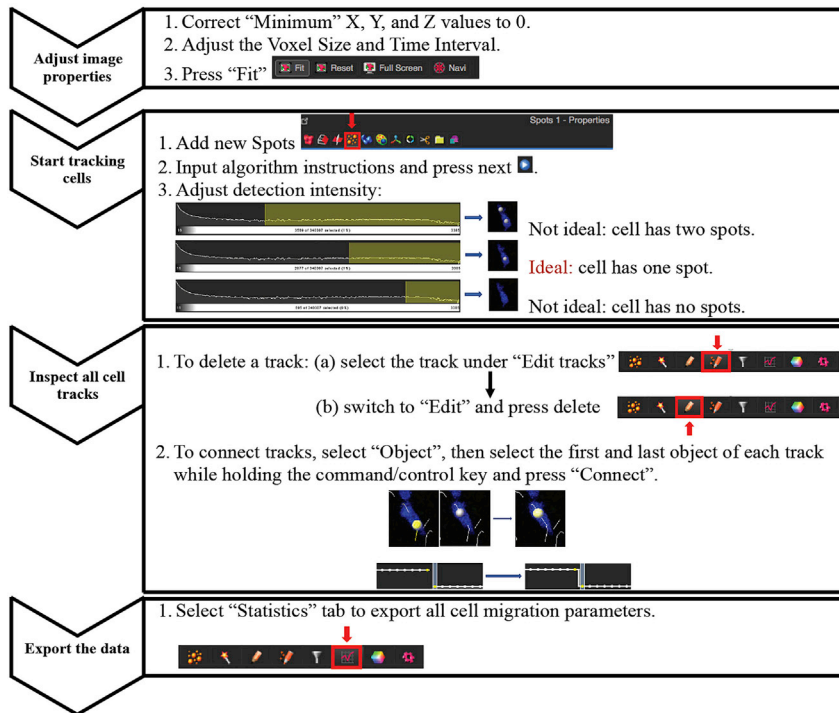 Adjust image
properties
1. Correct “Minimum” X, Y, and Z values to 0.
2. Adjust the Voxel Size and Time Interval.
3. Press “Fit”
Fit Reset Full Screen Navi
Start tracking
cells
Spots 1 - Properties
1. Add new Spots
2. Input algorithm instructions and press next
3. Adjust detection intensity:
Not ideal: cell has two spots.
Ideal: cell has one spot.
Not ideal: cell has no spots.
Inspect all cell
tracks
1. To delete a track: (a) select the track under “Edit tracks”
(b) switch to “Edit” and press delete
2. To connect tracks, select “Object”, then select the first and last object of each track
while holding the command/control key and press “Connect”.
Export the data
1. Select “Statistics” tab to export all cell migration parameters.